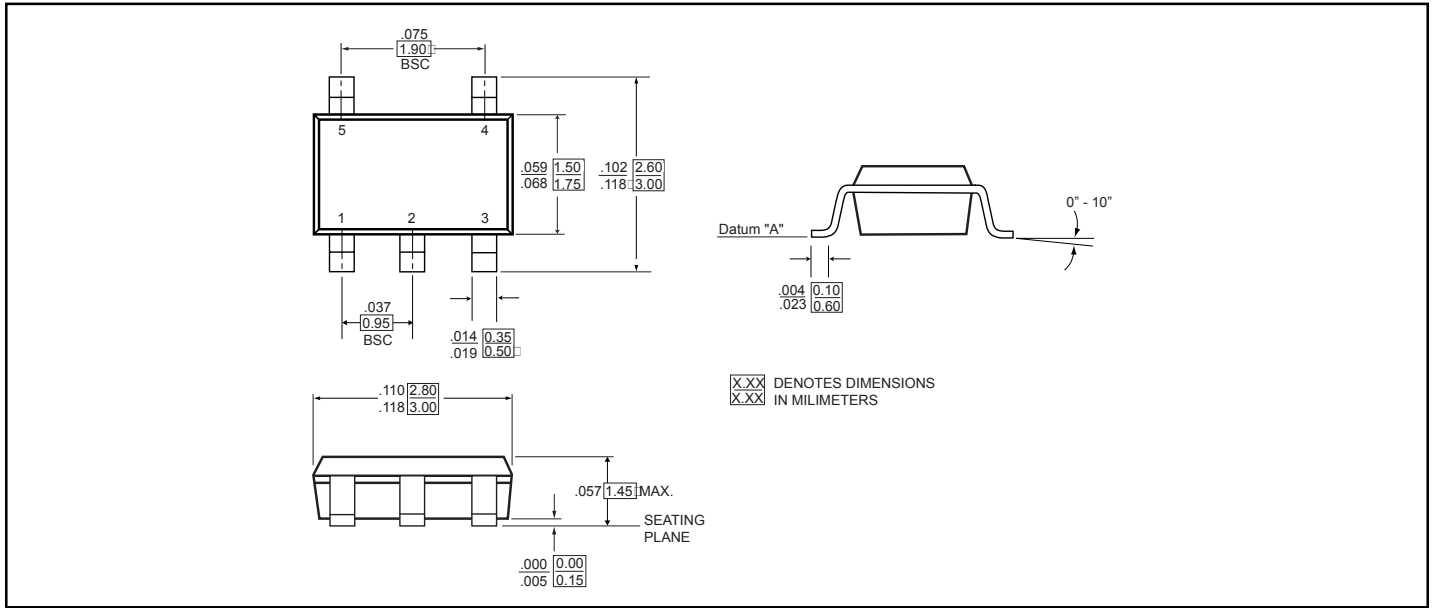 .075
1.90
BSC
5 4
.059 1.50
.068 1.75
.102 2.60
.118 3.00
1 2 3
.037
0.95
BSC
.014 0.35
.019 0.50
Datum "A"
0" - 10"
.004 0.10
.023 0.60
X.XX DENOTES DIMENSIONS
X.XX IN MILIMETERS
.110 2.80
.118 3.00
.057 1.45 MAX.
SEATING
PLANE
.000 0.00
.005 0.15